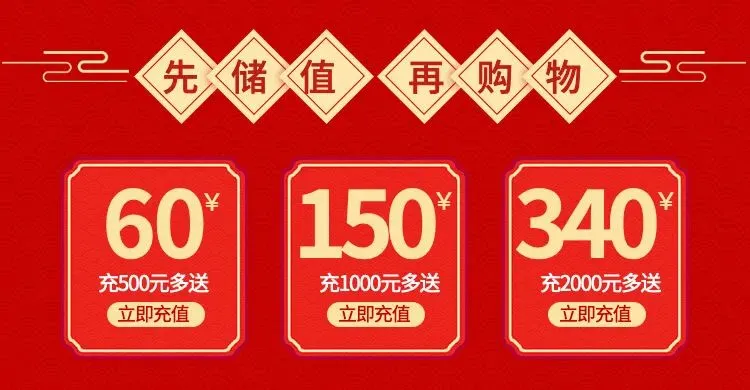 先储值 再购物
60¥
充500元多送
立即充值
150¥
充1000元多送
立即充值
340¥
充2000元多送
立即充值